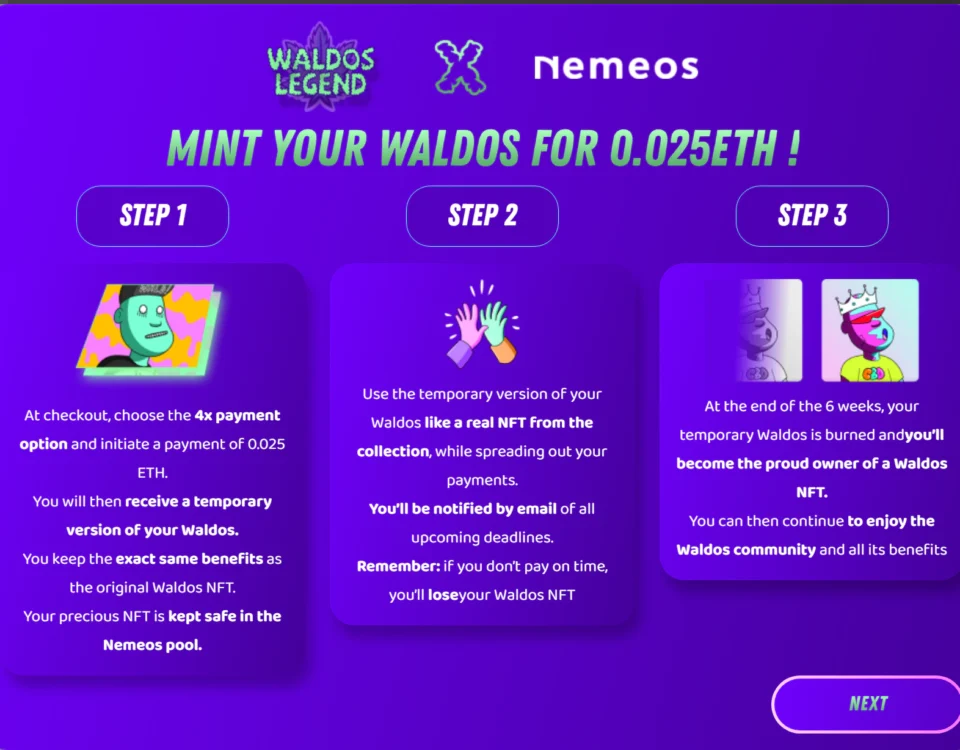 WALDOS
LEGEND
X
Nemeos
MINT YOUR WALDOS FOR 0.025ETH !
STEP 1
At checkout, choose the 4x payment
option and initiate a payment of 0.025
ETH.
You will then receive a temporary
version of your Waldos.
You keep the exact same benefits as
the original Waldos NFT.
Your precious NFT is kept safe in the
Nemeos pool.
STEP 2
Use the temporary version of your
Waldos like a real NFT from the
collection, while spreading out your
payments.
You'll be notified by email of all
upcoming deadlines.
Remember: if you don't pay on time,
you'll loseyour Waldos NFT
STEP 3
At the end of the 6 weeks, your
temporary Waldos is burned andyou'll
become the proud owner of a Waldos
NFT.
You can then continue to enjoy the
Waldos community and all its benefits
NEXT